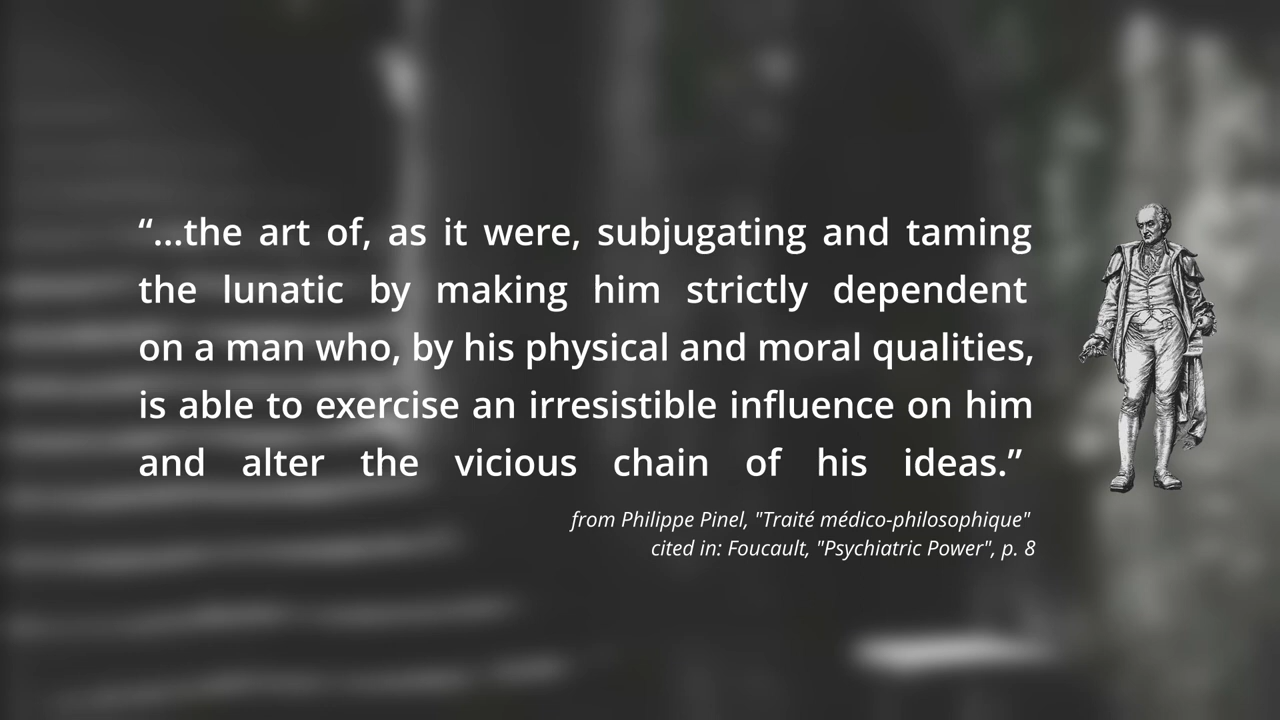 “...the art of, as it were, subjugating and taming
the lunatic by making him strictly dependent
on a man who, by his physical and moral qualities,
is able to exercise an irresistible influence on him
and alter the vicious chain of his ideas.”
from Philippe Pinel, "Traité médico-philosophique"
cited in: Foucault, "Psychiatric Power", p. 8